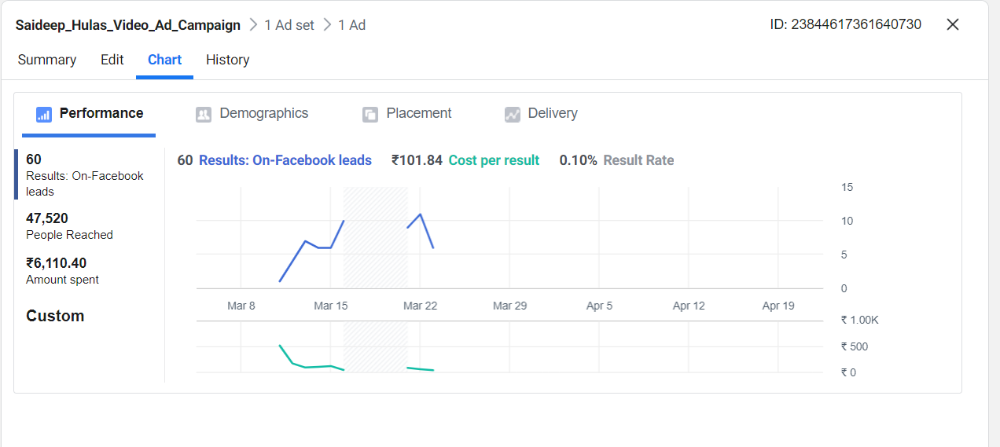 Saideep_Hulas_Video_Ad_Campaign > 1 Ad set > 1 Ad
ID: 23844617361640730
Summary Edit Chart History
Performance Demographics Placement Delivery
60
Results: On-Facebook
leads
47,520
People Reached
₹6,110.40
Amount spent
Custom
60 Results: On-Facebook leads ₹101.84 Cost per result 0.10% Result Rate
15
10
5
0
Mar 8 Mar 15 Mar 22 Mar 29 Apr 5 Apr 12 Apr 19
₹ 1.00K
₹ 500
₹ 0